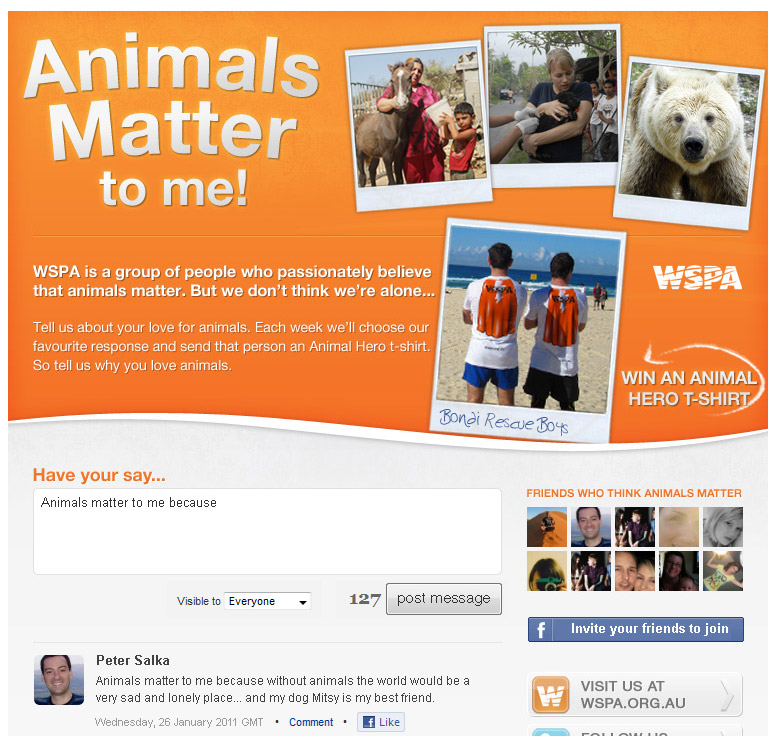 Animals
Matter
to me!
WSPA is a group of people who passionately believe
that animals matter. But we don't think we're alone...
Tell us about your love for animals. Each week we'll choose our
favourite response and send that person an Animal Hero t-shirt.
So tell us why you love animals.
WSPA
WSPA
WSPA
WIN AN ANIMAL
HERO T-SHIRT
Bondi Rescue Boys
Have your say...
Animals matter to me because
Visible to Everyone
127 post message
FRIENDS WHO THINK ANIMALS MATTER
f Invite your friends to join
Peter Salka
Animals matter to me because without animals the world would be a
very sad and lonely place... and my dog Mitsy is my best friend.
Wednesday, 26 January 2011 GMT • Comment • f Like
W VISIT US AT
WSPA.ORG.AU
FOLLOW US